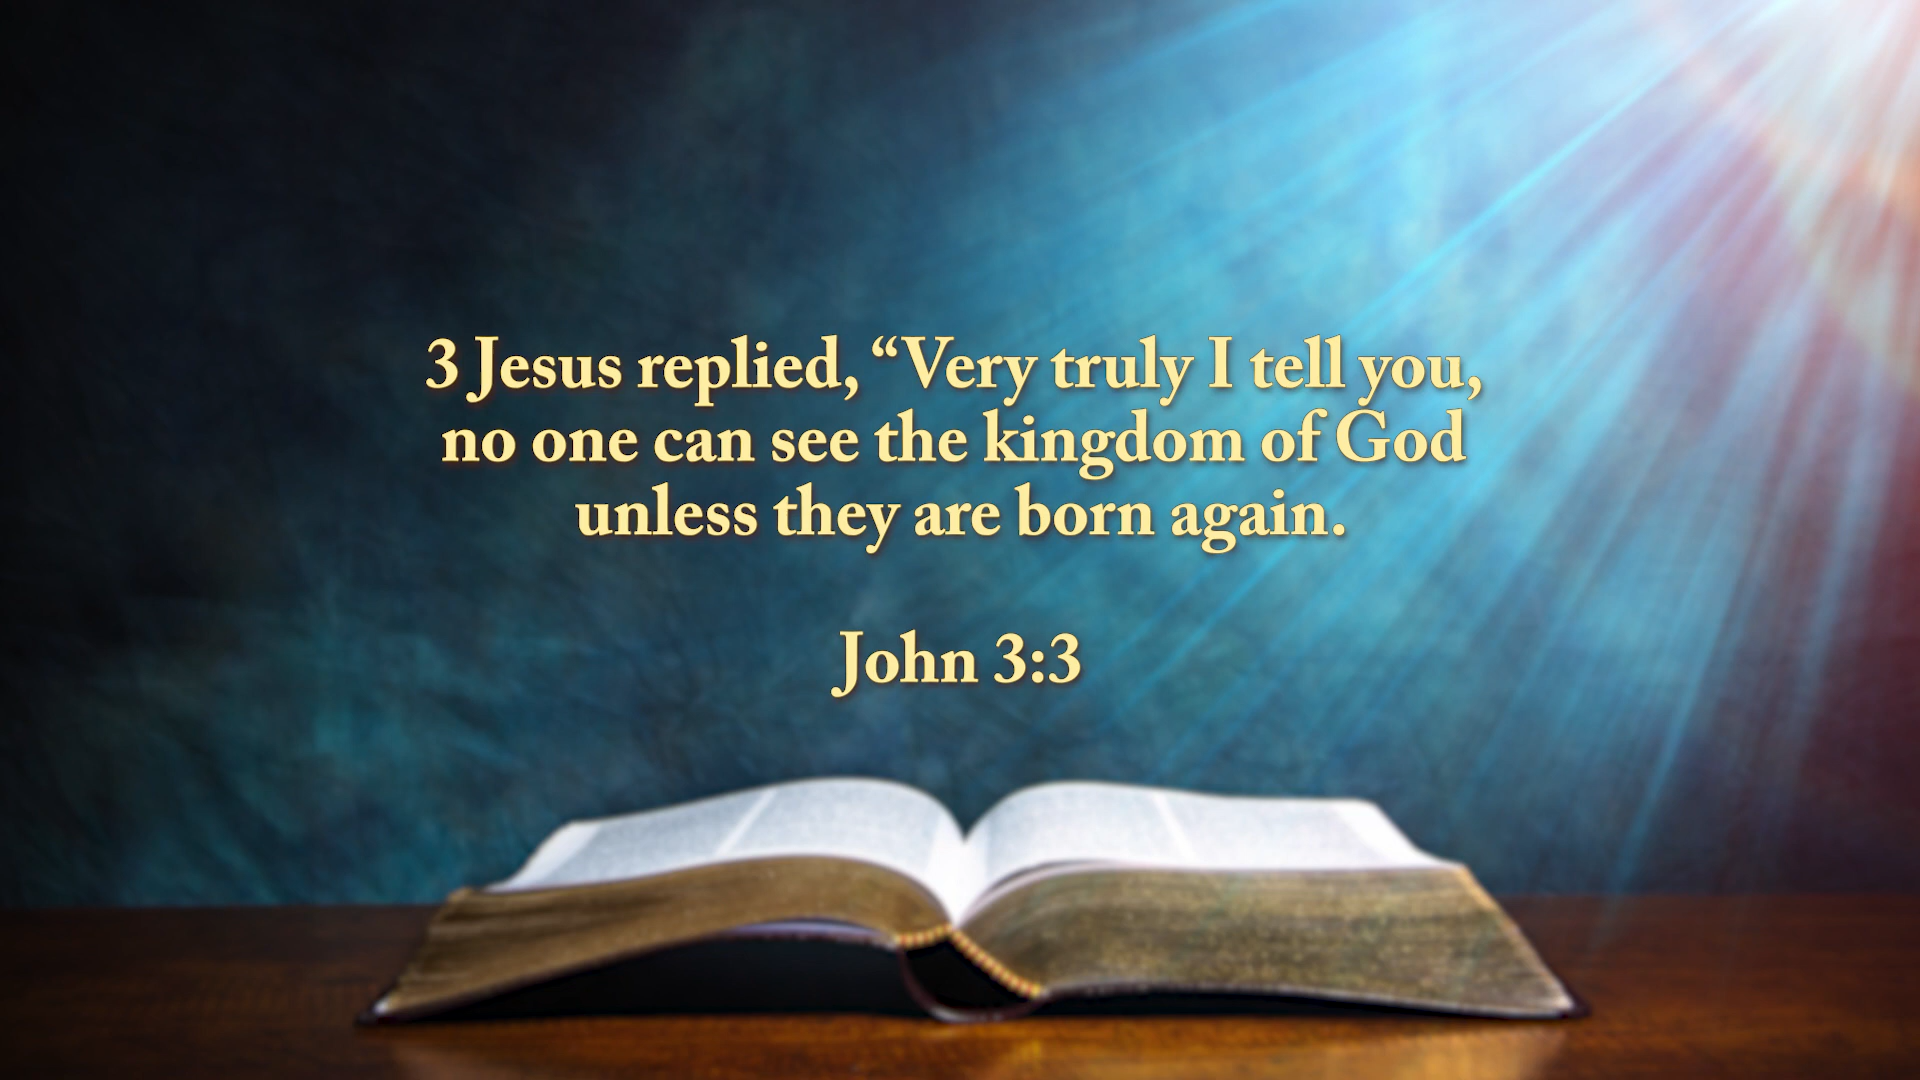 3 Jesus replied, “Very truly I tell you,
no one can see the kingdom of God
unless they are born again.
John 3:3